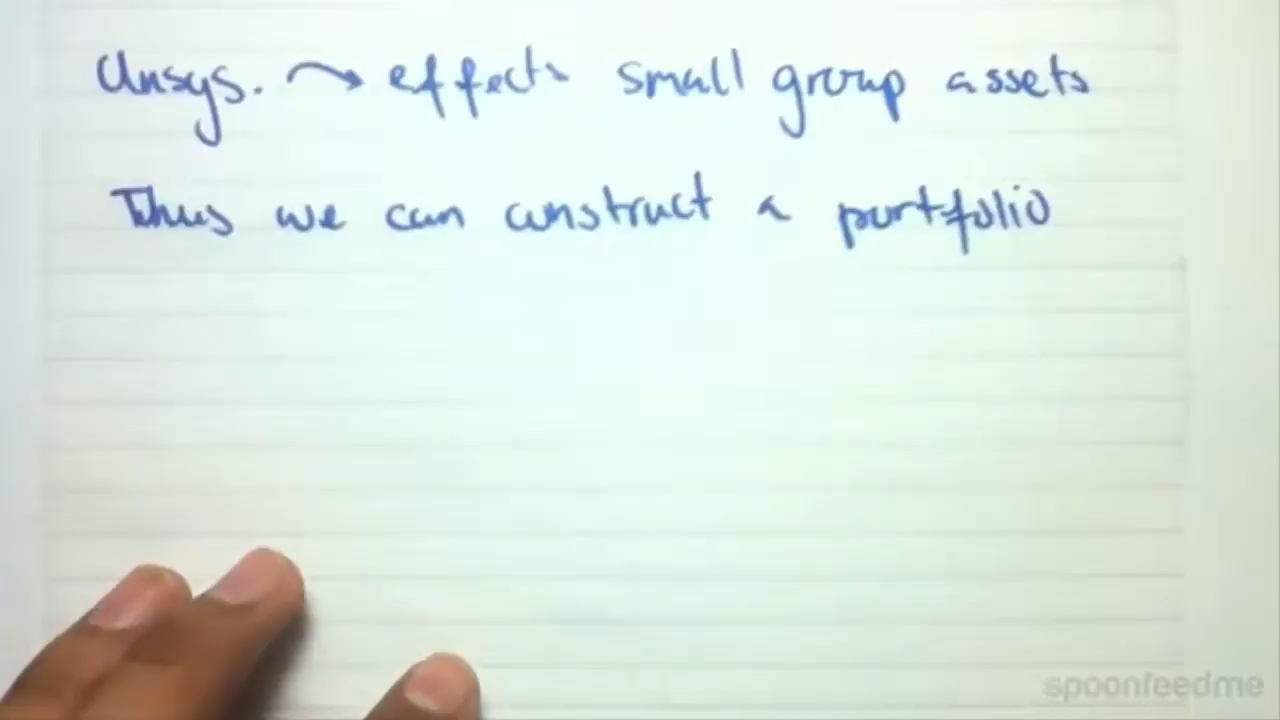 Unsys. → effects small group assets
Thus we can construct a portfolio
spoonfeedme